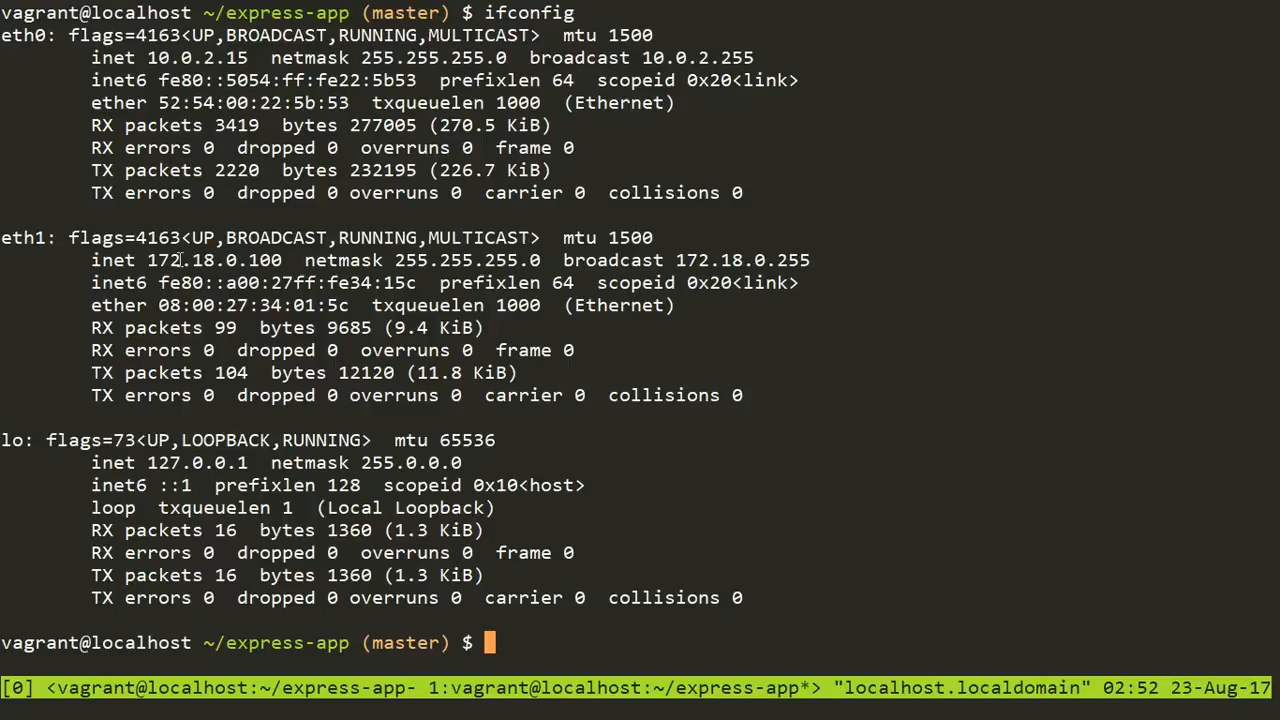 vagrant@localhost ~/express-app (master) $ ifconfig
eth0: flags=4163<UP,BROADCAST,RUNNING,MULTICAST>  mtu 1500
        inet 10.0.2.15  netmask 255.255.255.0  broadcast 10.0.2.255
        inet6 fe80::5054:ff:fe22:5b53  prefixlen 64  scopeid 0x20<link>
        ether 52:54:00:22:5b:53  txqueuelen 1000  (Ethernet)
        RX packets 3419  bytes 277005 (270.5 KiB)
        RX errors 0  dropped 0  overruns 0  frame 0
        TX packets 2220  bytes 232195 (226.7 KiB)
        TX errors 0  dropped 0 overruns 0  carrier 0  collisions 0

eth1: flags=4163<UP,BROADCAST,RUNNING,MULTICAST>  mtu 1500
        inet 172.18.0.100  netmask 255.255.255.0  broadcast 172.18.0.255
        inet6 fe80::a00:27ff:fe34:15c  prefixlen 64  scopeid 0x20<link>
        ether 08:00:27:34:01:5c  txqueuelen 1000  (Ethernet)
        RX packets 99  bytes 9685 (9.4 KiB)
        RX errors 0  dropped 0  overruns 0  frame 0
        TX packets 104  bytes 12120 (11.8 KiB)
        TX errors 0  dropped 0 overruns 0  carrier 0  collisions 0

lo: flags=73<UP,LOOPBACK,RUNNING>  mtu 65536
        inet 127.0.0.1  netmask 255.0.0.0
        inet6 ::1  prefixlen 128  scopeid 0x10<host>
        loop  txqueuelen 1  (Local Loopback)
        RX packets 16  bytes 1360 (1.3 KiB)
        RX errors 0  dropped 0  overruns 0  frame 0
        TX packets 16  bytes 1360 (1.3 KiB)
        TX errors 0  dropped 0 overruns 0  carrier 0  collisions 0

vagrant@localhost ~/express-app (master) $
[0] <vagrant@localhost:~/express-app- 1:vagrant@localhost:~/express-app*> "localhost.localdomain" 02:52 23-Aug-17